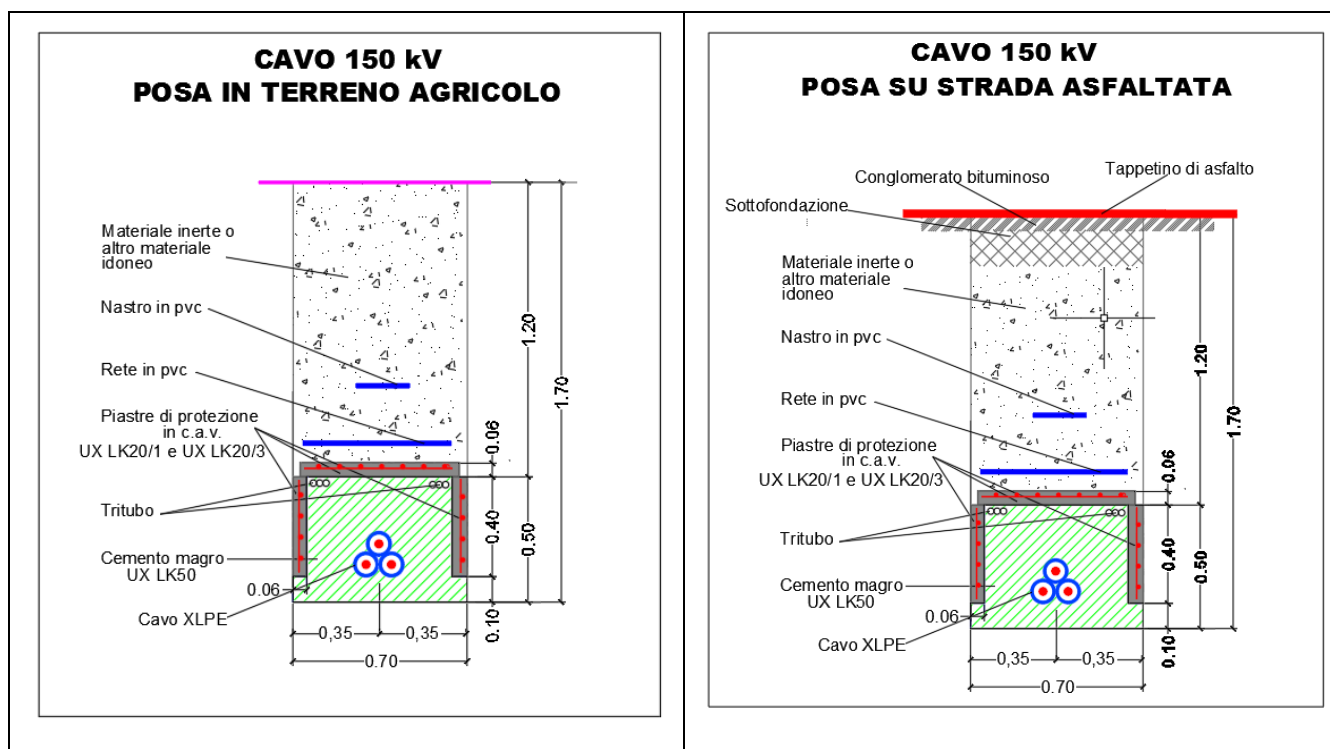 CAVO 150 kV
POSA IN TERRENO AGRICOLO
Materiale inerte o
altro materiale
idoneo
Nastro in pvc
Rete in pvc
Piastre di protezione
in c.a.v.
UX LK20/1 e UX LK20/3
Tritubo
Cemento magro
UX LK50
0.06
Cavo XLPE
0,35
0,35
0.70
1.20
1.70
0.06
0.40
0.50
0.10
CAVO 150 kV
POSA SU STRADA ASFALTATA
Tappetino di asfalto
Conglomerato bituminoso
Sottofondazione
Materiale inerte o
altro materiale
idoneo
Nastro in pvc
Rete in pvc
Piastre di protezione
in c.a.v.
UX LK20/1 e UX LK20/3
Tritubo
Cemento magro
UX LK50
0.06
Cavo XLPE
0,35
0,35
0.70
1.20
1.70
0.06
0.40
0.50
0.10